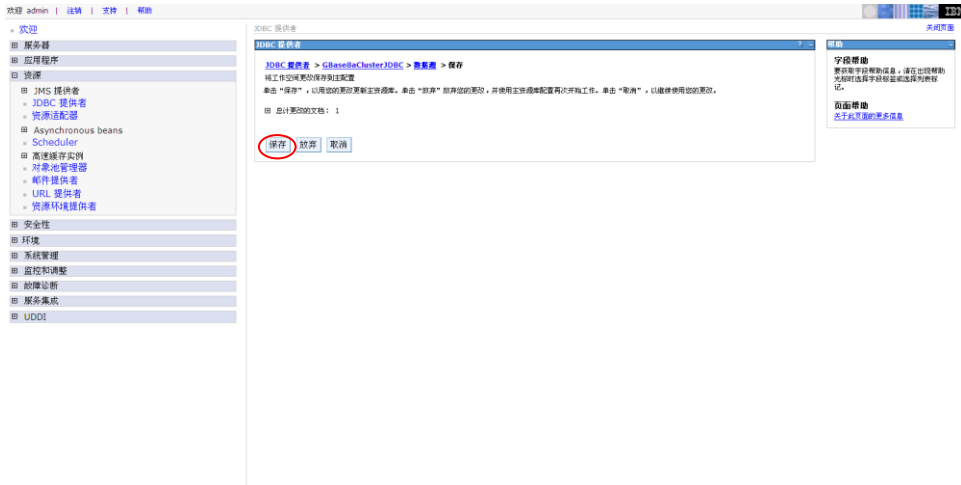 欢迎 admin | 注销 | 支持 | 帮助
IBM
欢迎
服务器
应用程序
资源
JMS 提供者
JDBC 提供者
资源适配器
Asynchronous beans
Scheduler
高速缓存实例
对象池管理器
邮件提供者
URL 提供者
资源环境提供者
安全性
环境
系统管理
监控和调整
故障诊断
服务集成
UDDI
JDBC 提供者
关闭页面
JDBC 提供者
? -
JDBC 提供者 > GBase8aClusterJDBC > 数据源 > 保存
将工作空间更改保存到主配置
单击“保存”,以用您的更改更新主资源库。单击“放弃”放弃您的更改,并使用主资源库配置再次开始工作。单击“取消”,以继续使用您的更改。
总计更改的文档: 1
保存 放弃 取消
帮助
-
字段帮助
要获取字段帮助信息,请在出现帮助
光标时选择字段标签或选择列表标
记。
页面帮助
关于此页面的更多信息